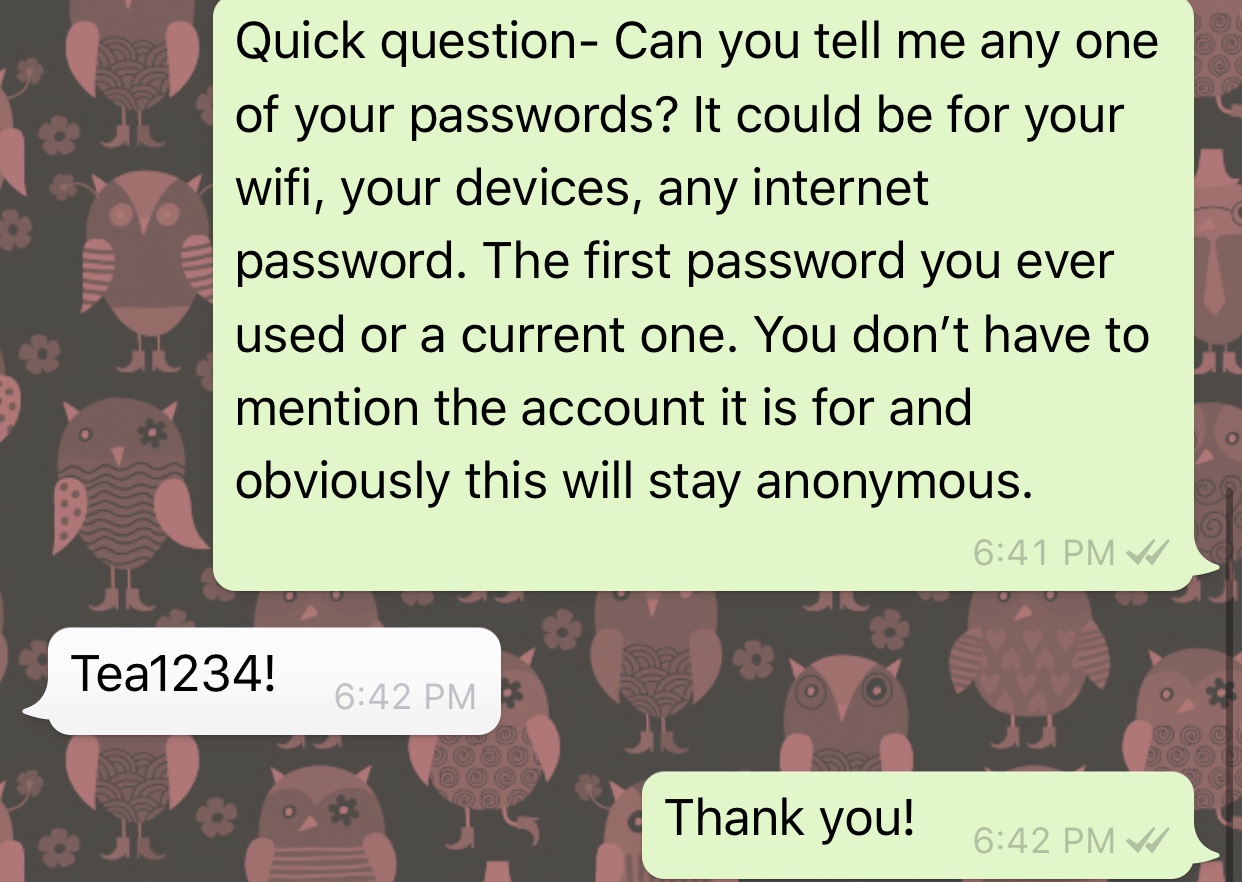 Quick question- Can you tell me any one
of your passwords? It could be for your
wifi, your devices, any internet
password. The first password you ever
used or a current one. You don’t have to
mention the account it is for and
obviously this will stay anonymous.
6:41 PM
Tea1234!
6:42 PM
Thank you!
6:42 PM